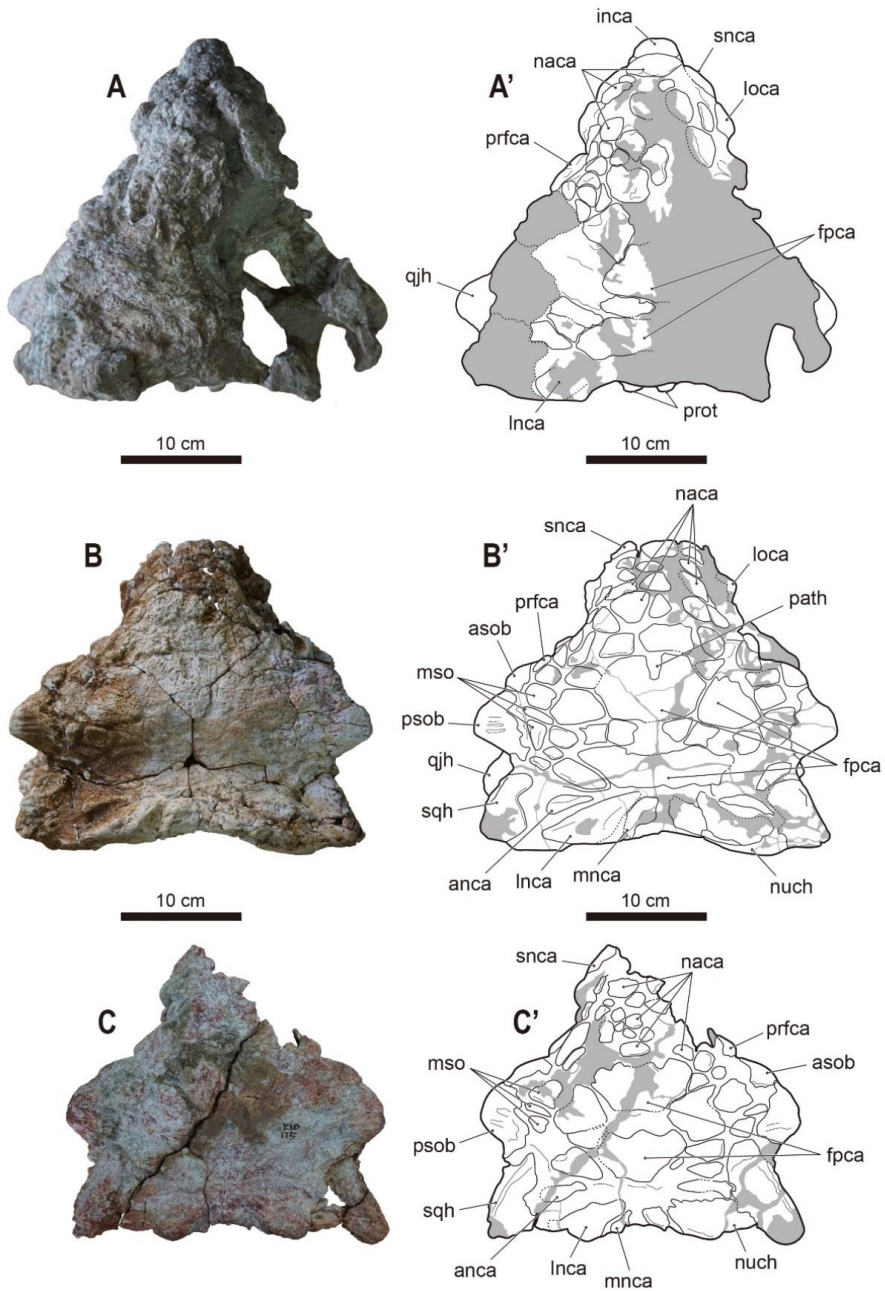 inca
snca
naca
A
A'
loca
prfca
fpca
qjh
lnca
prot
10 cm
10 cm
naca
snca
B
B'
loca
prfca
path
asob
mso
psob
qjh
fpca
sqh
anca
lnca
mnca
nuch
10 cm
10 cm
snca
naca
C
C'
prfca
mso
asob
psob
fpca
sqh
anca
lnca
mnca
nuch